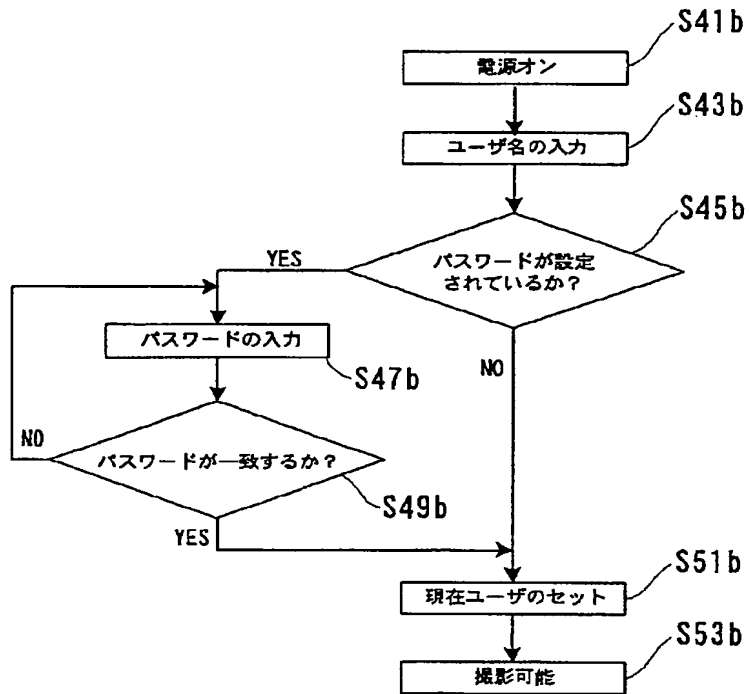 S41b
電源オン
S43b
ユーザ名の入力
S45b
パスワードが設定
されているか？
YES
パスワードの入力
S47b
NO
NO
パスワードが一致するか？
S49b
YES
S51b
現在ユーザのセット
S53b
撮影可能